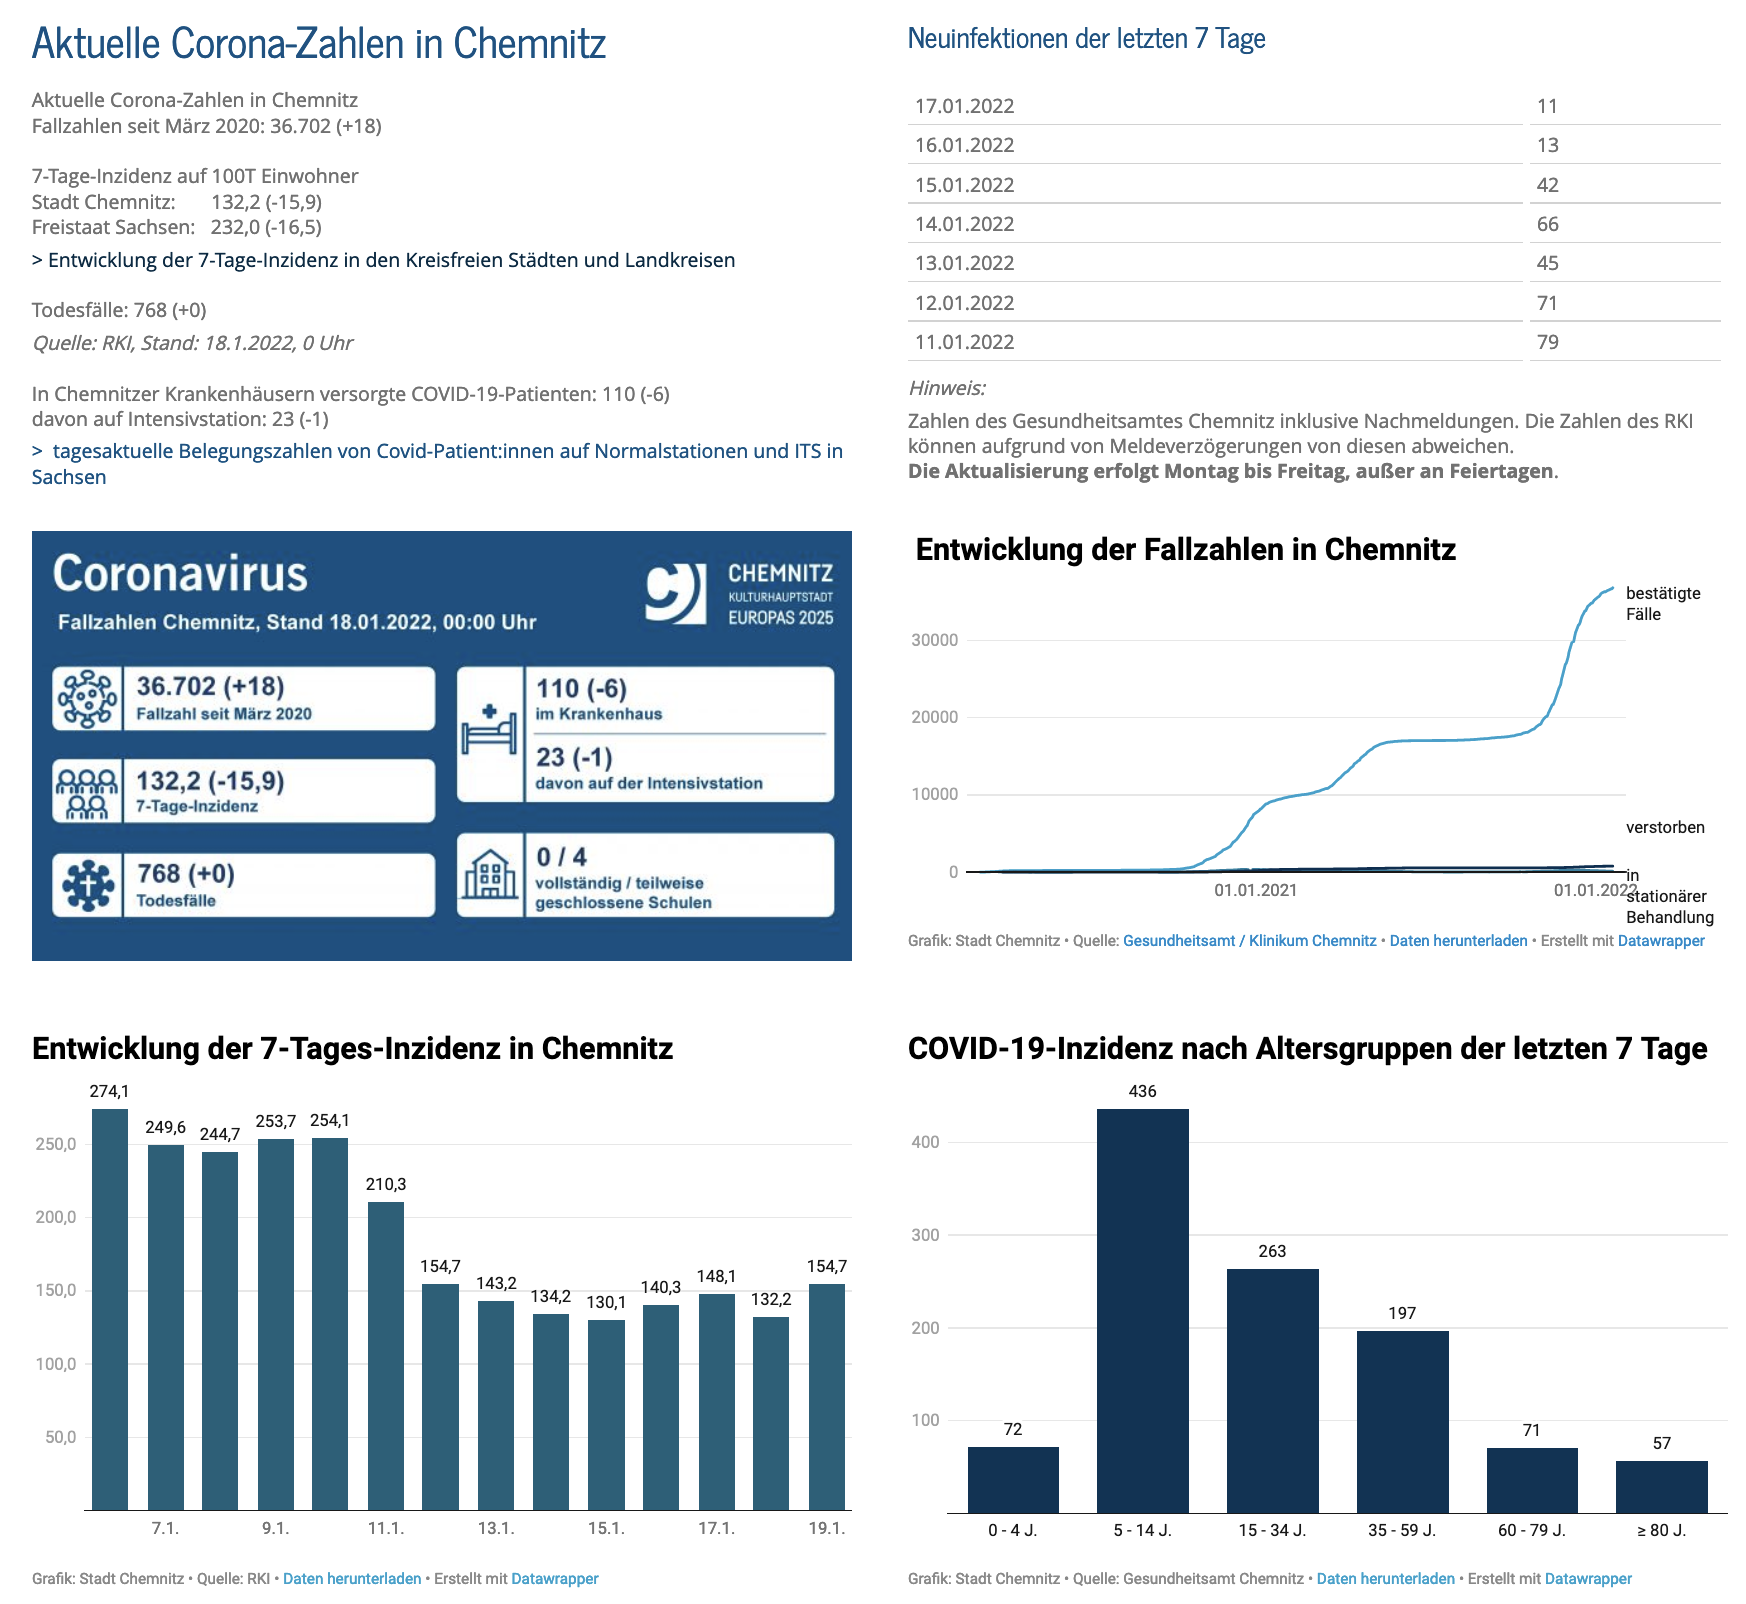 Aktuelle Corona-Zahlen in Chemnitz
Aktuelle Corona-Zahlen in Chemnitz
Fallzahlen seit März 2020: 36.702 (+18)
7-Tage-Inzidenz auf 100T Einwohner
Stadt Chemnitz: 132,2 (-15,9)
Freistaat Sachsen: 232,0 (-16,5)
> Entwicklung der 7-Tage-Inzidenz in den Kreisfreien Städten und Landkreisen
Todesfälle: 768 (+0)
Quelle: RKI, Stand: 18.1.2022, 0 Uhr
In Chemnitzer Krankenhäusern versorgte COVID-19-Patienten: 110 (-6)
davon auf Intensivstation: 23 (-1)
> tagesaktuelle Belegungszahlen von Covid-Patient:innen auf Normalstationen und ITS in
Sachsen
Neuinfektionen der letzten 7 Tage
17.01.2022 11
16.01.2022 13
15.01.2022 42
14.01.2022 66
13.01.2022 45
12.01.2022 71
11.01.2022 79
Hinweis:
Zahlen des Gesundheitsamtes Chemnitz inklusive Nachmeldungen. Die Zahlen des RKI
können aufgrund von Meldeverzögerungen von diesen abweichen.
Die Aktualisierung erfolgt Montag bis Freitag, außer an Feiertagen.
Coronavirus
Fallzahlen Chemnitz, Stand 18.01.2022, 00:00 Uhr
CHEMNITZ
KULTURHAUPTSTADT
EUROPAS 2025
36.702 (+18)
Fallzahl seit März 2020
132,2 (-15,9)
7-Tage-Inzidenz
768 (+0)
Todesfälle
110 (-6)
im Krankenhaus
23 (-1)
davon auf der Intensivstation
0 / 4
vollständig / teilweise
geschlossene Schulen
Entwicklung der Fallzahlen in Chemnitz
bestätigte
Fälle
30000
20000
10000
verstorben
0
in
stationärer
Behandlung
01.01.2021 01.01.2022
Grafik: Stadt Chemnitz • Quelle: Gesundheitsamt / Klinikum Chemnitz • Daten herunterladen • Erstellt mit Datawrapper
Entwicklung der 7-Tages-Inzidenz in Chemnitz
274,1 249,6 244,7 253,7 254,1 210,3 154,7 143,2 134,2 130,1 140,3 148,1 132,2 154,7
250,0
200,0
150,0
100,0
50,0
7.1. 9.1. 11.1. 13.1. 15.1. 17.1. 19.1.
Grafik: Stadt Chemnitz • Quelle: RKI • Daten herunterladen • Erstellt mit Datawrapper
COVID-19-Inzidenz nach Altersgruppen der letzten 7 Tage
400
300
200
100
72 436 263 197 71 57
0 - 4 J. 5 - 14 J. 15 - 34 J. 35 - 59 J. 60 - 79 J. ≥ 80 J.
Grafik: Stadt Chemnitz • Quelle: Gesundheitsamt Chemnitz • Daten herunterladen • Erstellt mit Datawrapper